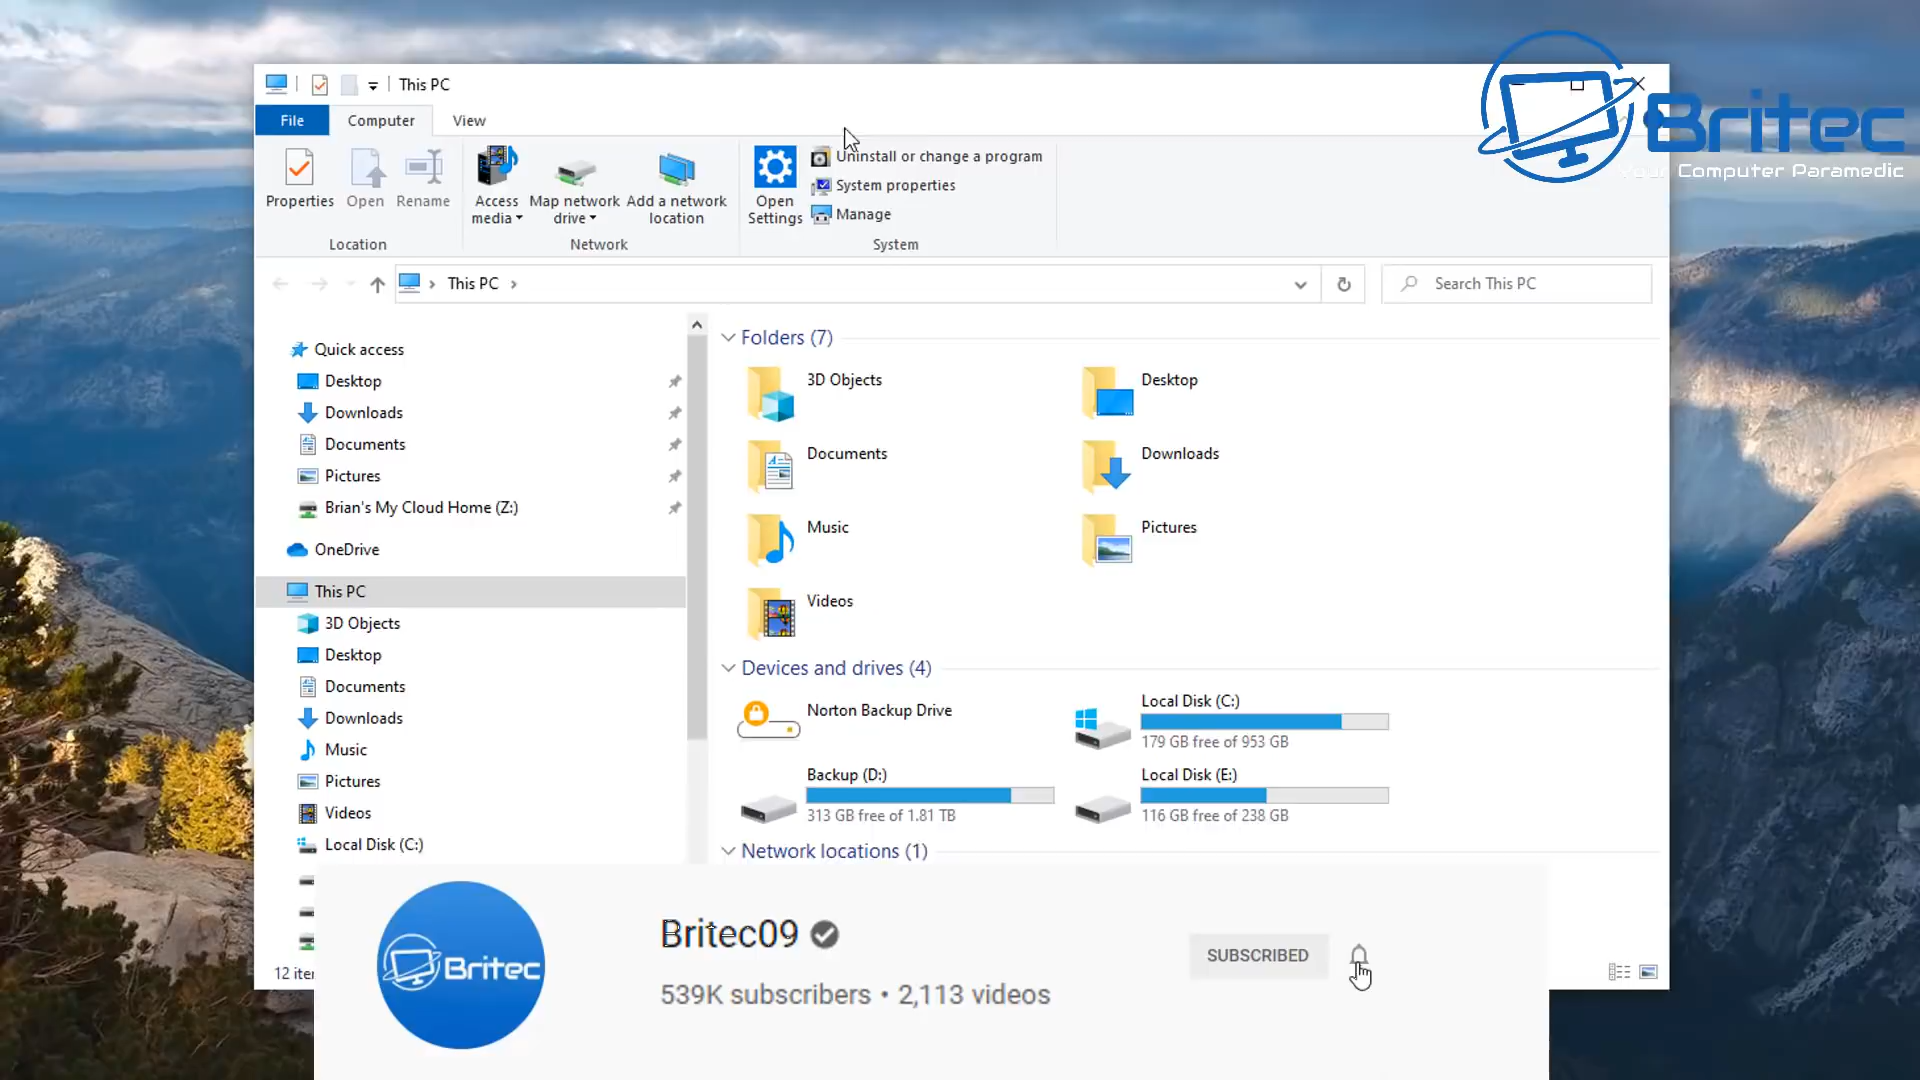 This PC
File
Computer
View
Britec
Your Computer Paramedic
Uninstall or change a program
System properties
Manage
Properties
Open
Rename
Access media
Map network drive
Add a network location
Open Settings
Location
Network
System
This PC
Search This PC
Quick access
Desktop
Downloads
Documents
Pictures
Brian's My Cloud Home (Z:)
OneDrive
This PC
3D Objects
Desktop
Documents
Downloads
Music
Pictures
Videos
Local Disk (C:)
12 iter
Folders (7)
3D Objects
Desktop
Documents
Downloads
Music
Pictures
Videos
Devices and drives (4)
Norton Backup Drive
Local Disk (C:)
179 GB free of 953 GB
Backup (D:)
313 GB free of 1.81 TB
Local Disk (E:)
116 GB free of 238 GB
Network locations (1)
Britec
Britec09
539K subscribers • 2,113 videos
SUBSCRIBED